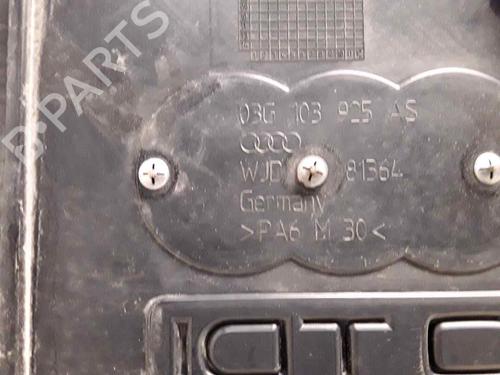 B-PARTS
03G 103 925 AS
WJD 81364
Germany
>PA6 M 30<